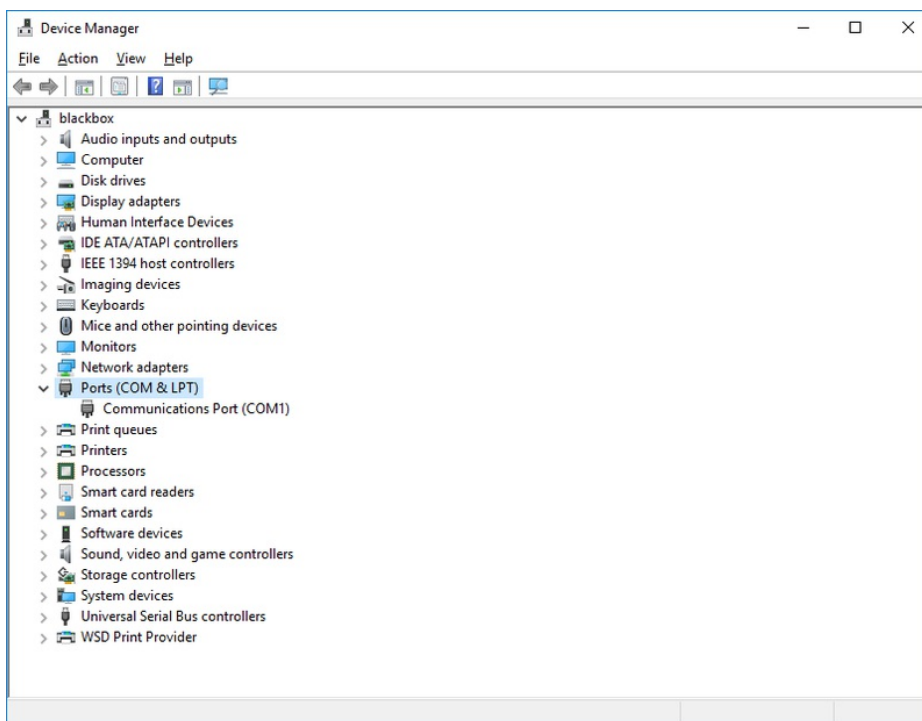 Device Manager
File Action View Help
blackbox
Audio inputs and outputs
Computer
Disk drives
Display adapters
Human Interface Devices
IDE ATA/ATAPI controllers
IEEE 1394 host controllers
Imaging devices
Keyboards
Mice and other pointing devices
Monitors
Network adapters
Ports (COM & LPT)
Communications Port (COM1)
Print queues
Printers
Processors
Smart card readers
Smart cards
Software devices
Sound, video and game controllers
Storage controllers
System devices
Universal Serial Bus controllers
WSD Print Provider